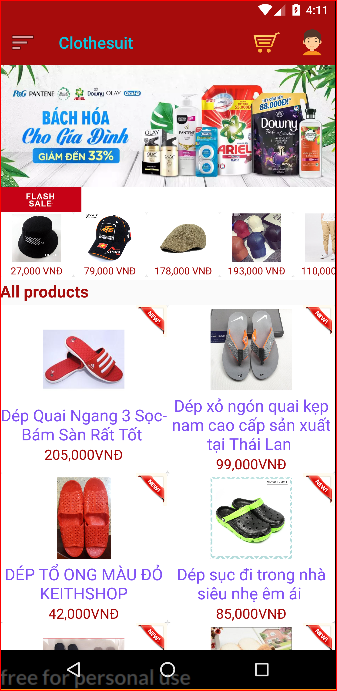 4:11
Clothesuit
P&G PANTENE Downy OLAY
BÁCH HÓA
Cho Gia Đình
GIẢM ĐẾN 33%
OLAY
ARIEL
Downy
88.000Đ!
FLASH
SALE
27,000 VNĐ
79,000 VNĐ
178,000 VNĐ
193,000 VNĐ
110,000
All products
NEW!
NEW!
Dép Quai Ngang 3 Sọc-
Bám Sàn Rất Tốt
205,000VNĐ
Dép xỏ ngón quai kẹp
nam cao cấp sản xuất
tại Thái Lan
99,000VNĐ
NEW!
NEW!
DÉP TỔ ONG MÀU ĐỎ
KEITHSHOP
42,000VNĐ
Dép sục đi trong nhà
siêu nhẹ êm ái
85,000VNĐ
NEW!
NEW!
free for personal use